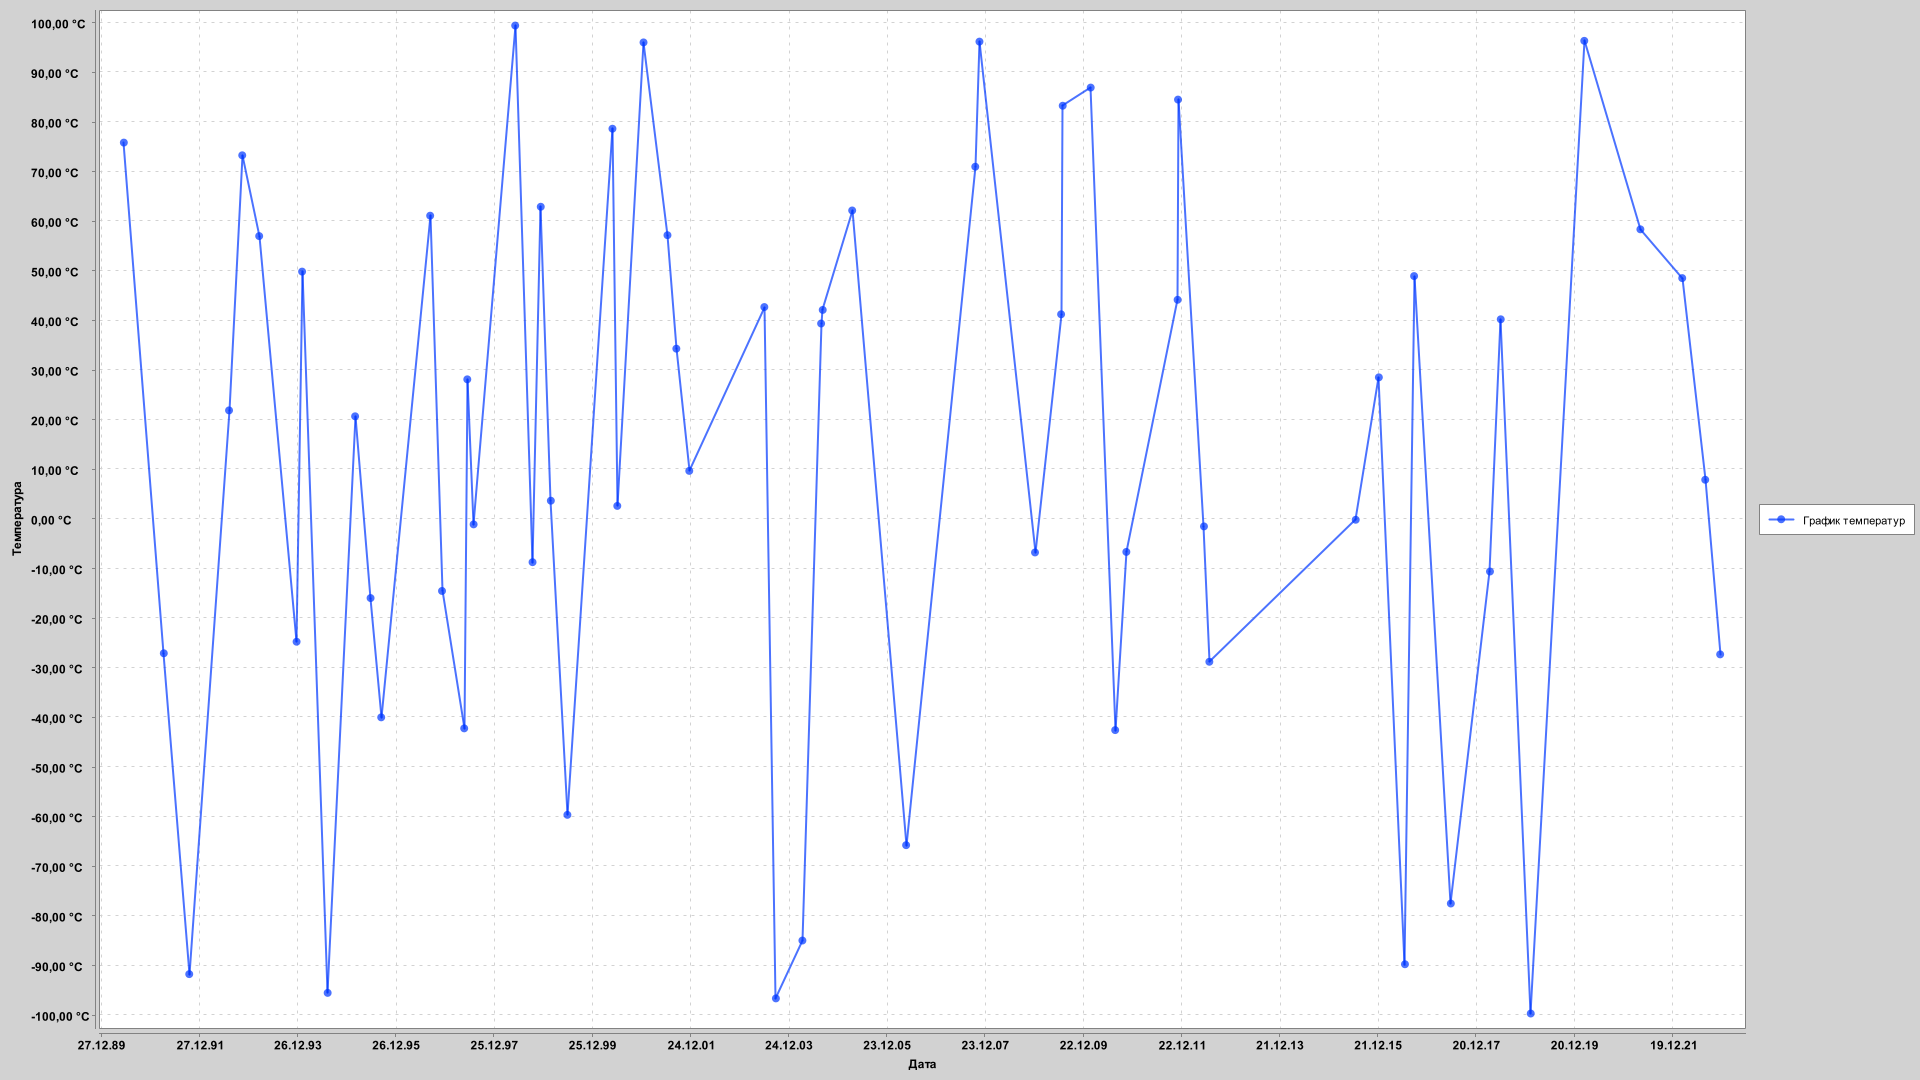 100,00 °C
90,00 °C
80,00 °C
70,00 °C
60,00 °C
50,00 °C
40,00 °C
30,00 °C
20,00 °C
10,00 °C
0,00 °C
-10,00 °C
-20,00 °C
-30,00 °C
-40,00 °C
-50,00 °C
-60,00 °C
-70,00 °C
-80,00 °C
-90,00 °C
-100,00 °C
Температура
27.12.89 27.12.91 26.12.93 26.12.95 25.12.97 25.12.99 24.12.01 24.12.03 23.12.05 23.12.07 22.12.09 22.12.11 21.12.13 21.12.15 20.12.17 20.12.19 19.12.21
Дата
График температур